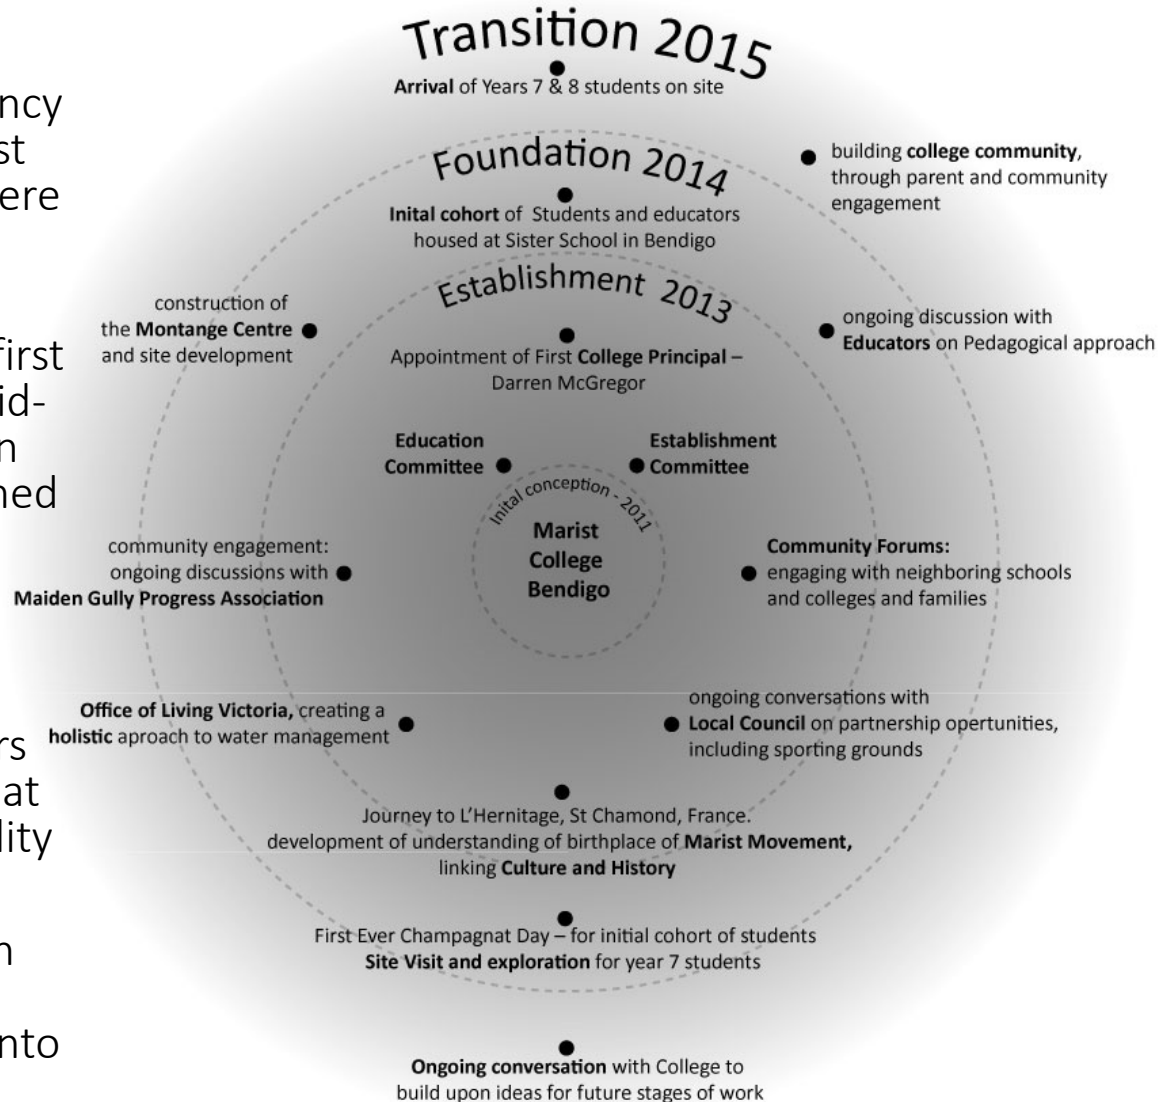 ncy
st
ere
first
id-
n
ned
rs
at
lity
n
nto
Transition 2015
Arrival of Years 7 & 8 students on site
building college community,
through parent and community
engagement
Foundation 2014
Inital cohort of Students and educators
housed at Sister School in Bendigo
Establishment 2013
construction of
the Montange Centre
and site development
ongoing discussion with
Educators on Pedagogical approach
Appointment of First College Principal –
Darren McGregor
Education
Committee
Establishment
Committee
Inital conception - 2011
Marist
College
Bendigo
community engagement:
ongoing discussions with
Maiden Gully Progress Association
Community Forums:
engaging with neighboring schools
and colleges and families
Office of Living Victoria, creating a
holistic aproach to water management
ongoing conversations with
Local Council on partnership opertunities,
including sporting grounds
Journey to L'Hernitage, St Chamond, France.
development of understanding of birthplace of Marist Movement,
linking Culture and History
First Ever Champagnat Day – for initial cohort of students
Site Visit and exploration for year 7 students
Ongoing conversation with College to
build upon ideas for future stages of work